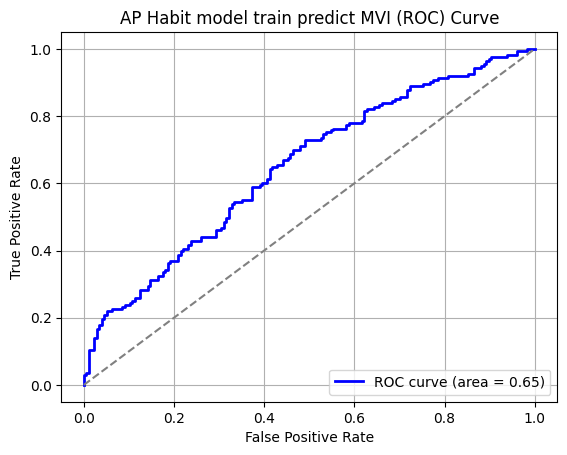 AP Habit model train predict MVI (ROC) Curve
True Positive Rate
1.0
0.8
0.6
0.4
0.2
0.0
0.0 0.2 0.4 0.6 0.8 1.0
False Positive Rate
ROC curve (area = 0.65)